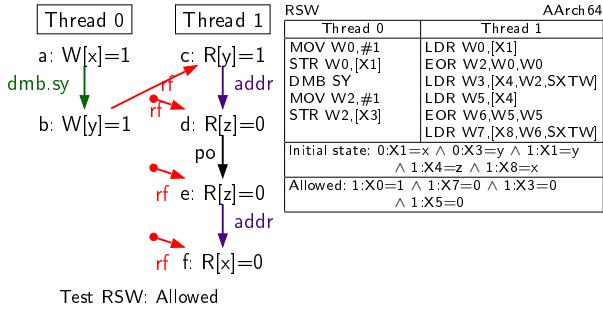 Thread 0
Thread 1
a: W[x]=1
c: R[y]=1
dmb.sy
rf
addr
rf
b: W[y]=1
d: R[z]=0
po
rf
e: R[z]=0
addr
rf
f: R[x]=0
Test RSW: Allowed
RSW AArch64
Thread 0 Thread 1
MOV W0,#1 LDR W0,[X1]
STR W0,[X1] EOR W2,W0,W0
DMB SY LDR W3,[X4,W2,SXTW]
MOV W2,#1 LDR W5,[X4]
STR W2,[X3] EOR W6,W5,W5
LDR W7,[X8,W6,SXTW]
Initial state: 0:X1=x ∧ 0:X3=y ∧ 1:X1=y
∧ 1:X4=z ∧ 1:X8=x
Allowed: 1:X0=1 ∧ 1:X7=0 ∧ 1:X3=0
∧ 1:X5=0